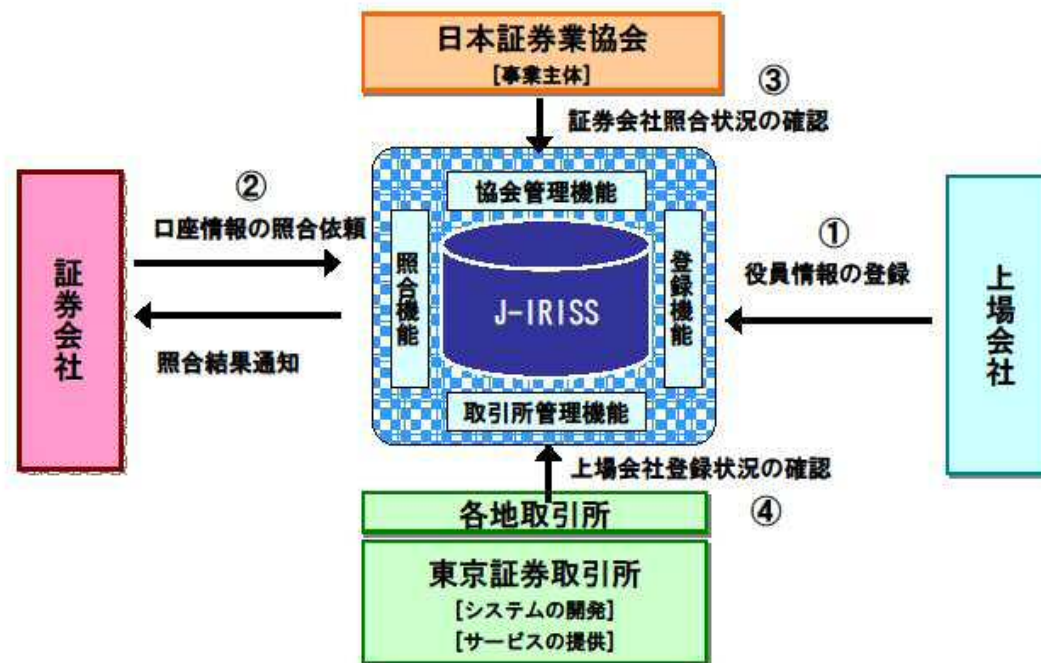 日本証券業協会
[事業主体]
③
証券会社照合状況の確認
②
口座情報の照合依頼
協会管理機能
①
役員情報の登録
証券会社
照合機能
J-IRISS
登録機能
上場会社
照合結果通知
取引所管理機能
上場会社登録状況の確認
④
各地取引所
東京証券取引所
[システムの開発]
[サービスの提供]